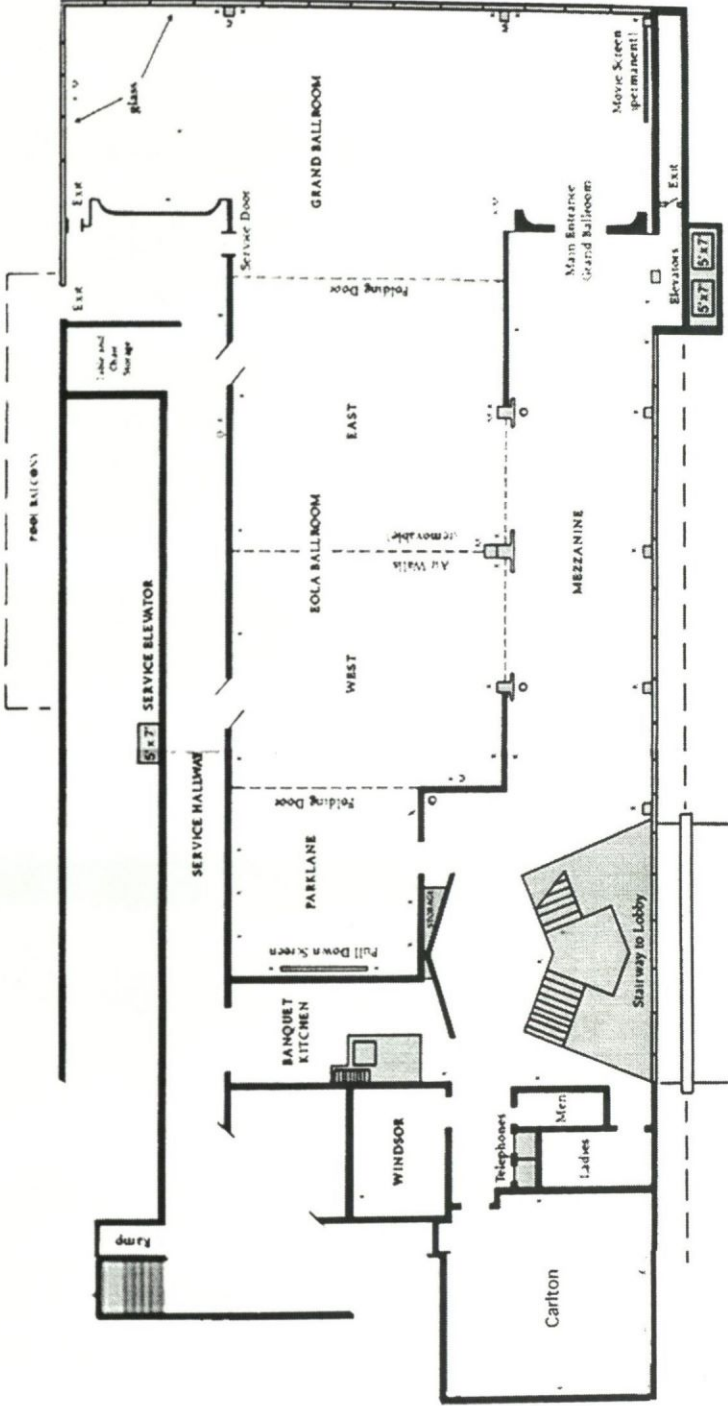 glass
Exit
Exit
Service Door
GRAND BALLROOM
Movie Screen
(permanent)
Main Entrance
Grand Ballroom
Exit
Elevators
5'x7'
5'x7'
Folding Door
Table and
Chair
Storage
POOL BALCONY
EAST
EOLA BALLROOM
Air Walls
(removable)
WEST
MEZZANINE
SERVICE ELEVATOR
5'x7'
SERVICE HALLWAY
Folding Door
PARKLANE
Pull Down Screen
STORAGE
Stairway to Lobby
BANQUET
KITCHEN
WINDSOR
Telephones
Men
Ladies
Ramp
Carlton